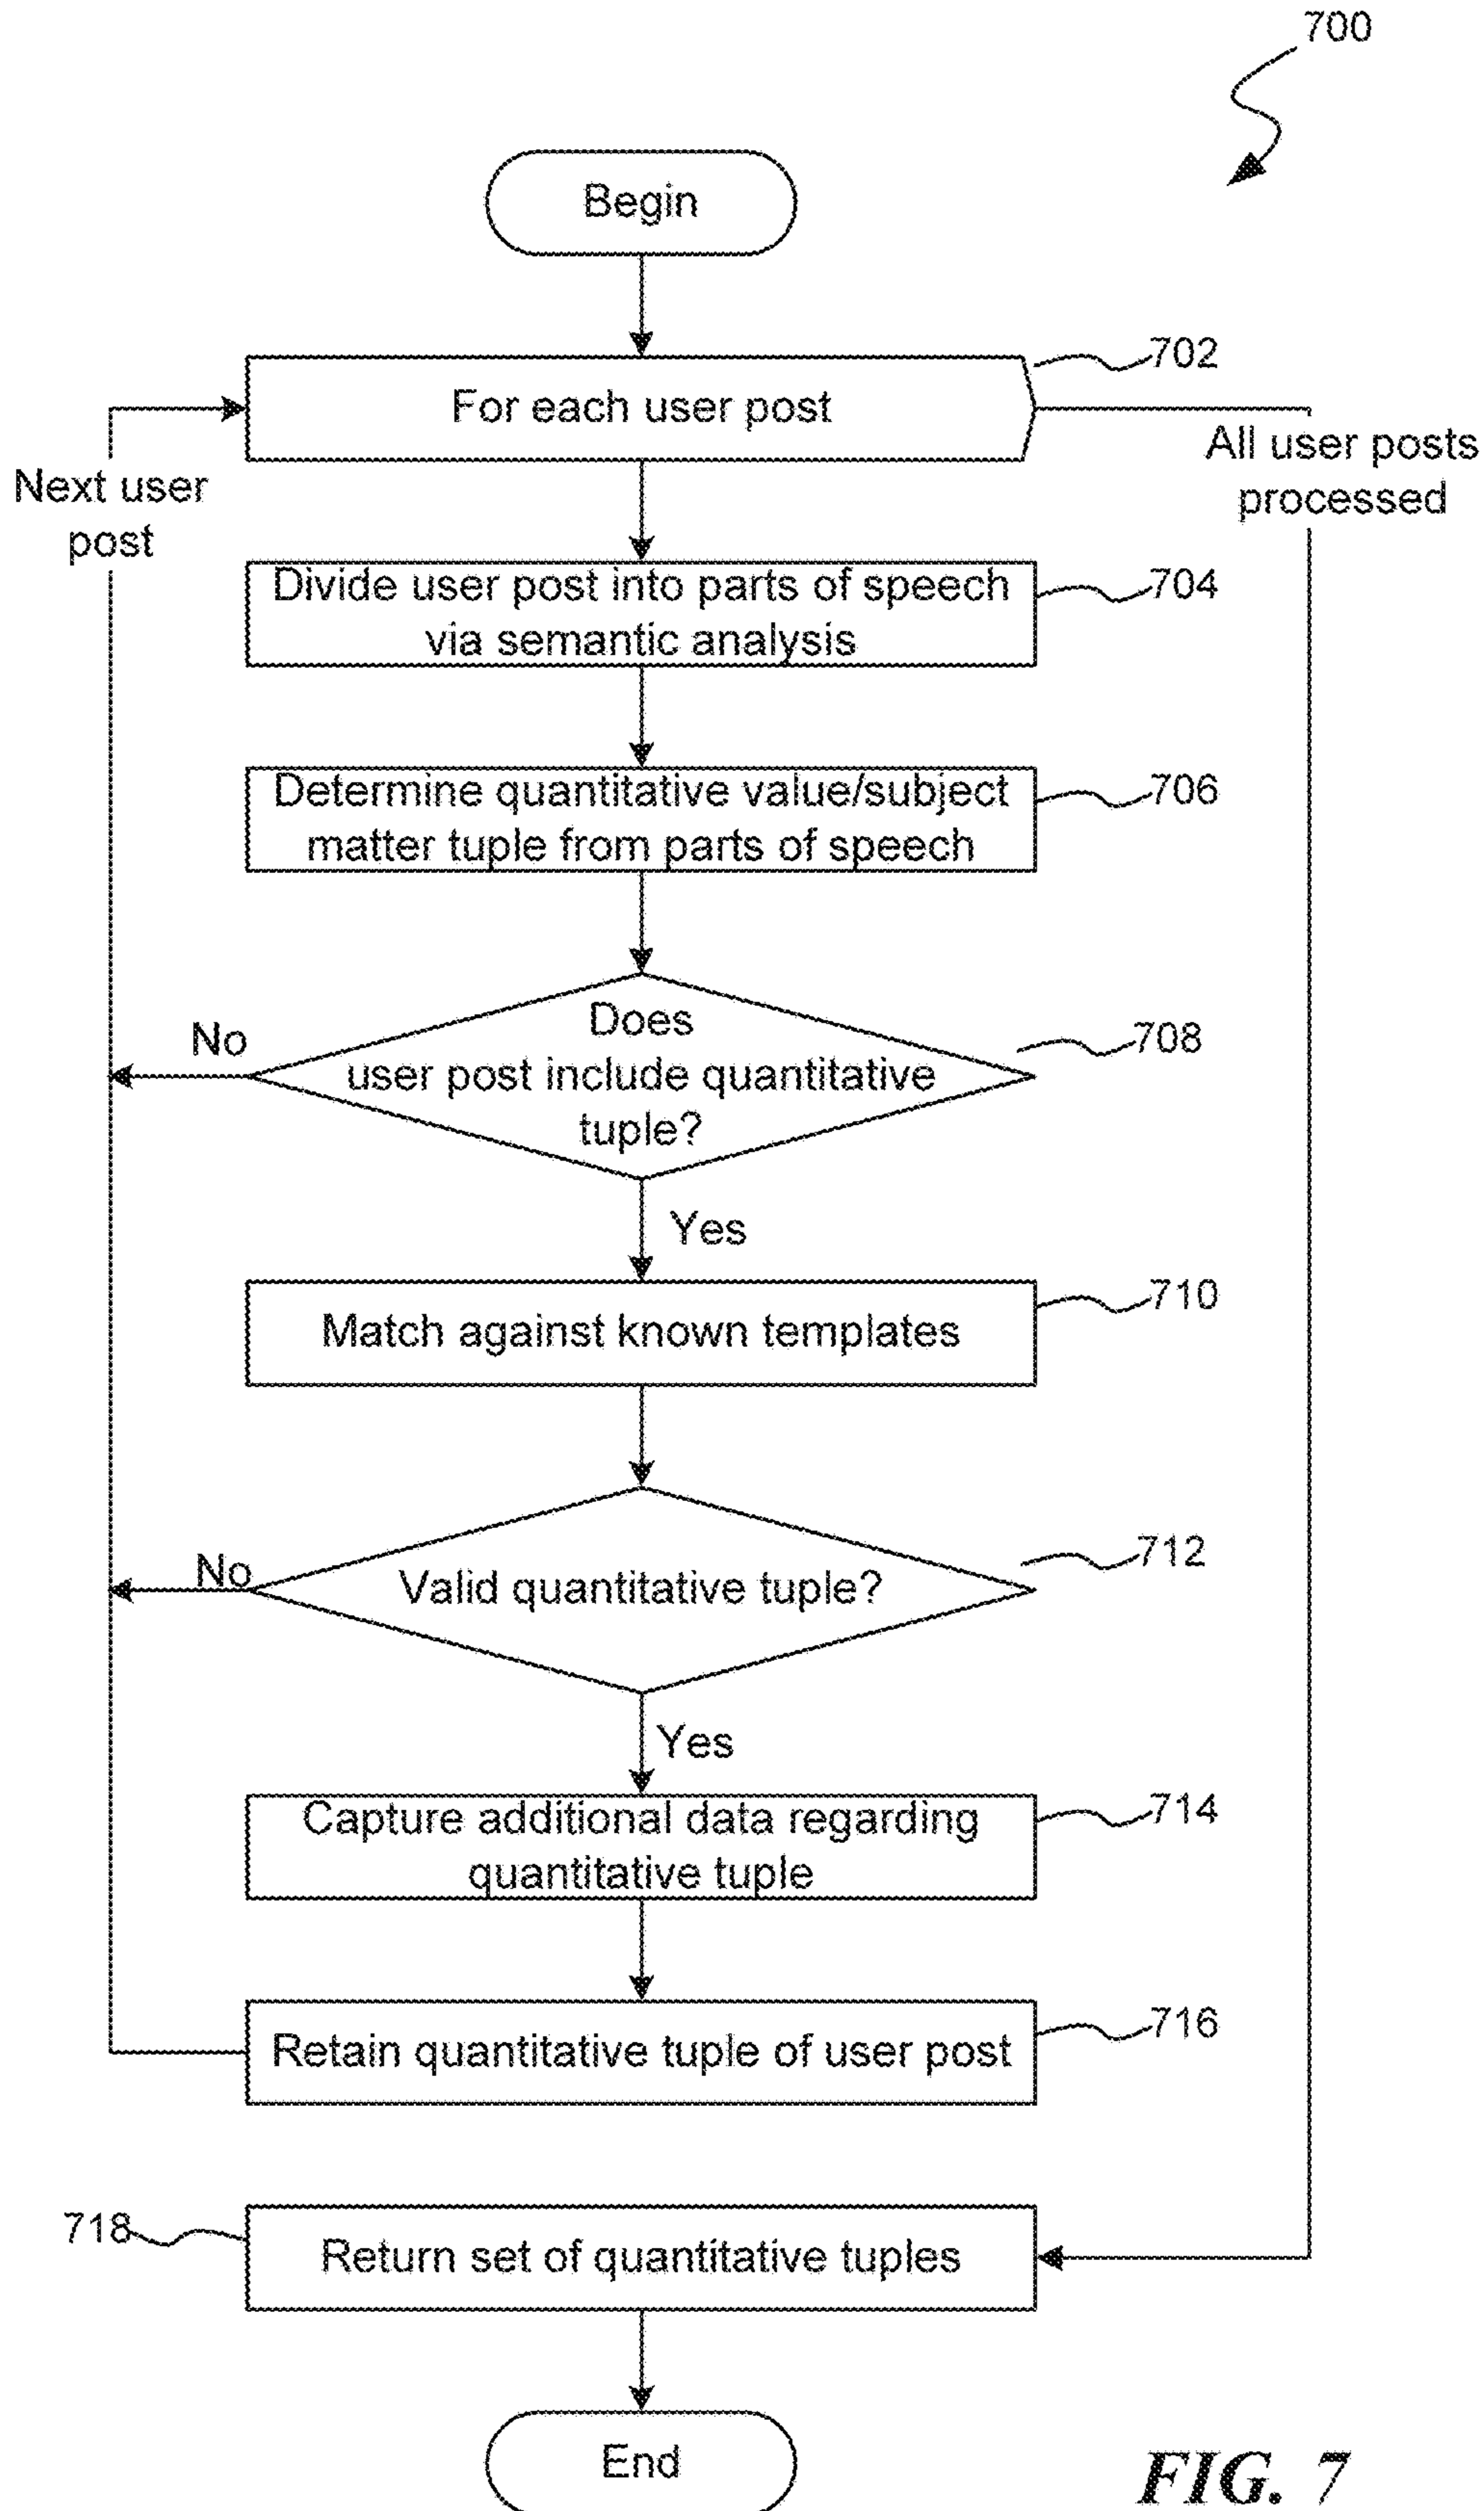 700
Begin
For each user post
702
All user posts
processed
Next user
post
Divide user post into parts of speech
via semantic analysis
704
Determine quantitative value/subject
matter tuple from parts of speech
706
Does
user post include quantitative
tuple?
708
No
Yes
Match against known templates
710
Valid quantitative tuple?
712
No
Yes
Capture additional data regarding
quantitative tuple
714
Retain quantitative tuple of user post
716
718
Return set of quantitative tuples
End
FIG. 7